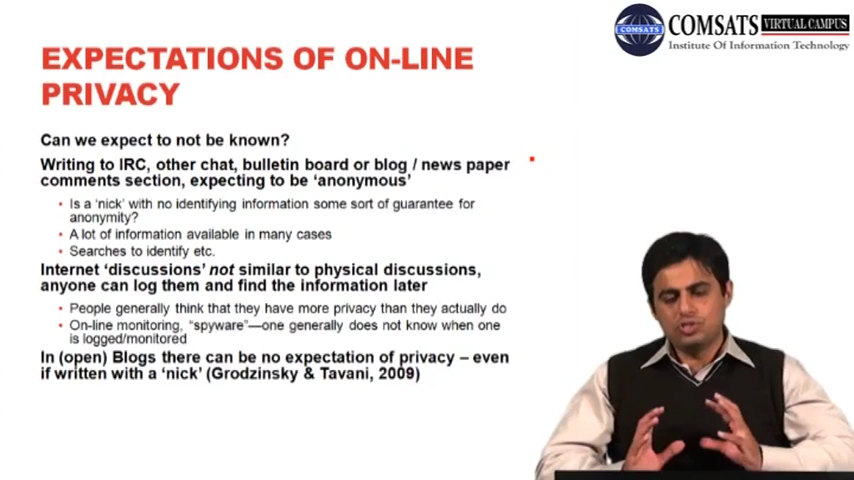 COMSATS VIRTUAL CAMPUS
COMSATS
Institute Of Information Technology
EXPECTATIONS OF ON-LINE
PRIVACY
Can we expect to not be known?
Writing to IRC, other chat, bulletin board or blog / news paper
comments section, expecting to be ‘anonymous’
• Is a ‘nick’ with no identifying information some sort of guarantee for
anonymity?
• A lot of information available in many cases
• Searches to identify etc.
Internet ‘discussions’ not similar to physical discussions,
anyone can log them and find the information later
• People generally think that they have more privacy than they actually do
• On-line monitoring, “spyware”—one generally does not know when one
is logged/monitored
In (open) Blogs there can be no expectation of privacy – even
if written with a ‘nick’ (Grodzinsky & Tavani, 2009)